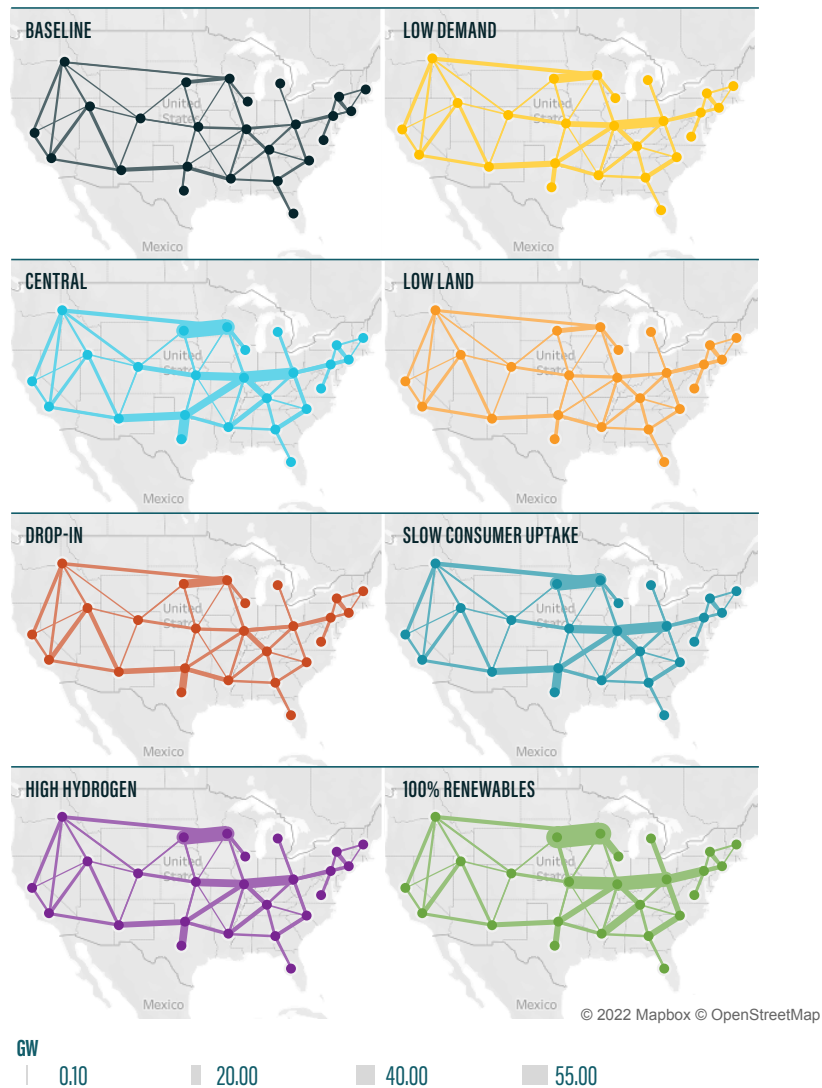 BASELINE
LOW DEMAND
United
States
Mexico
United
States
Mexico
CENTRAL
LOW LAND
United
States
Mexico
United
States
Mexico
DROP-IN
SLOW CONSUMER UPTAKE
United
States
Mexico
United
States
Mexico
HIGH HYDROGEN
100% RENEWABLES
United
States
Mexico
United
States
Mexico
© 2022 Mapbox © OpenStreetMap
GW
0.10 20.00 40.00 55.00